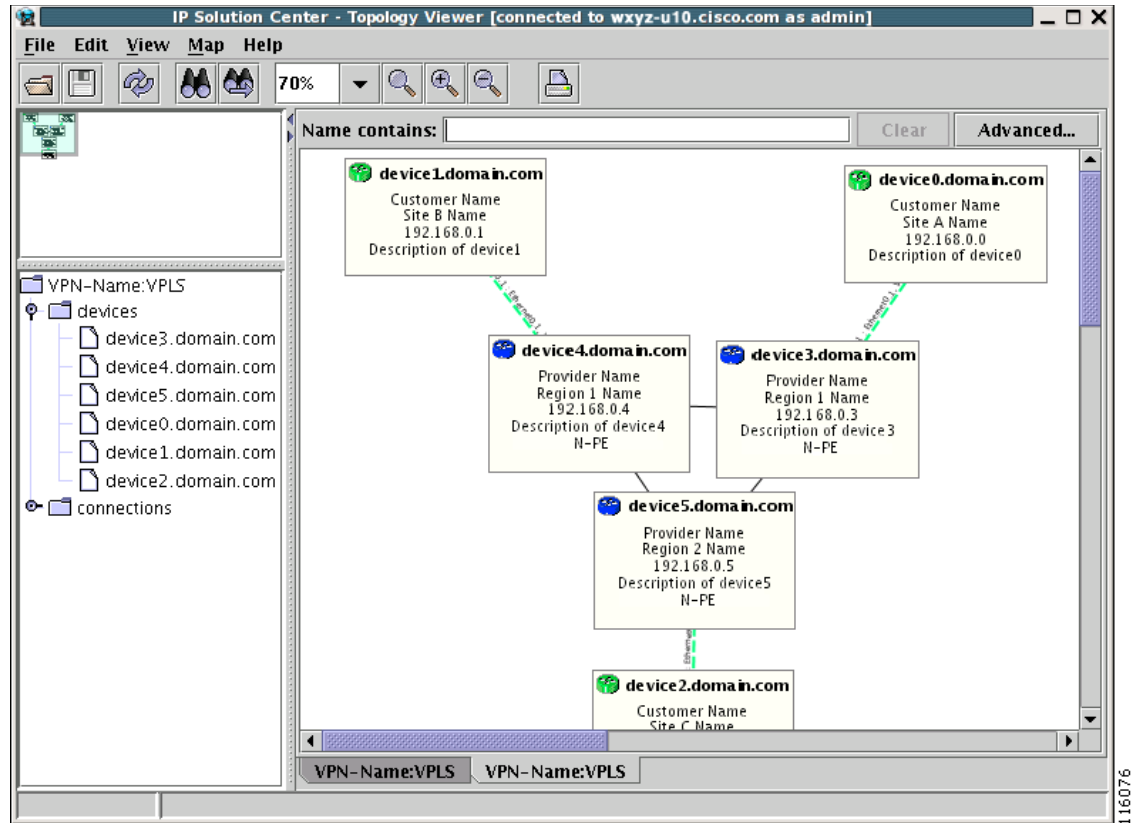 IP Solution Center - Topology Viewer [connected to wxyz-u10.cisco.com as admin]
File Edit View Map Help
70%
Name contains: Clear Advanced...
VPN-Name:VPLS
devices
device3.domain.com
device4.domain.com
device5.domain.com
device0.domain.com
device1.domain.com
device2.domain.com
connections
device1.domain.com
Customer Name
Site B Name
192.168.0.1
Description of device1
device0.domain.com
Customer Name
Site A Name
192.168.0.0
Description of device0
Ethernet0.1
Ethernet0.1
device4.domain.com
Provider Name
Region 1 Name
192.168.0.4
Description of device4
N-PE
device3.domain.com
Provider Name
Region 1 Name
192.168.0.3
Description of device3
N-PE
device5.domain.com
Provider Name
Region 2 Name
192.168.0.5
Description of device5
N-PE
device2.domain.com
Customer Name
Site C Name
VPN-Name:VPLS VPN-Name:VPLS
116076